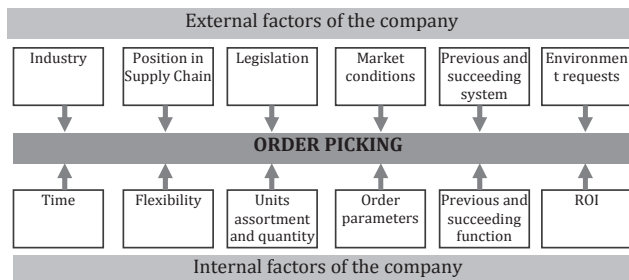 External factors of the company
Industry
Position in
Supply Chain
Legislation
Market
conditions
Previous and
succeeding
system
Environmen
t requests
ORDER PICKING
Time
Flexibility
Units
assortment
and quantity
Order
parameters
Previous and
succeeding
function
ROI
Internal factors of the company